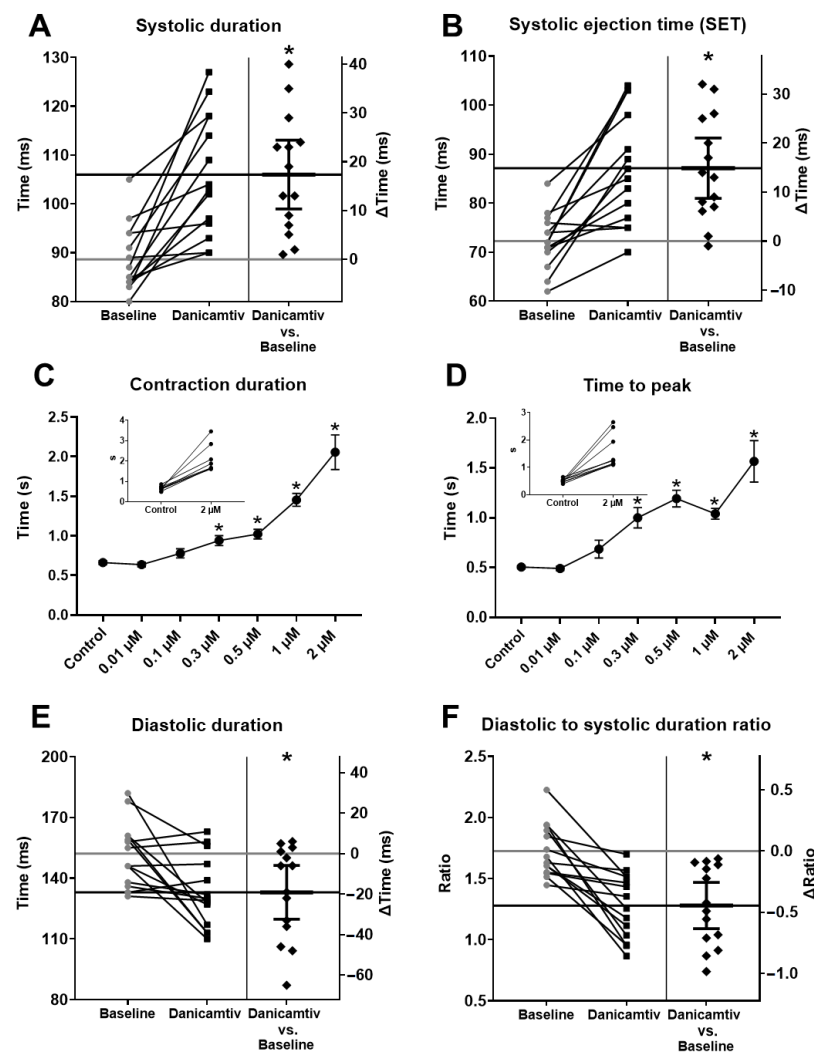 A
Systolic duration
*
130
120
110
100
90
80
Time (ms)
40
30
20
10
0
ΔTime (ms)
Baseline
Danicamtiv
Danicamtiv
vs.
Baseline
B
Systolic ejection time (SET)
*
110
100
90
80
70
60
Time (ms)
30
20
10
0
−10
ΔTime (ms)
Baseline
Danicamtiv
Danicamtiv
vs.
Baseline
C
Contraction duration
2.5
2.0
1.5
1.0
0.5
0.0
Time (s)
4
3
2
1
0
s
Control
2 µM
*
*
*
*
Control
0.01 µM
0.1 µM
0.3 µM
0.5 µM
1 µM
2 µM
D
Time to peak
2.0
1.5
1.0
0.5
0.0
Time (s)
3
2
1
0
s
Control
2 µM
*
*
*
*
Control
0.01 µM
0.1 µM
0.3 µM
0.5 µM
1 µM
2 µM
E
Diastolic duration
*
200
170
140
110
80
Time (ms)
40
20
0
−20
−40
−60
ΔTime (ms)
Baseline
Danicamtiv
Danicamtiv
vs.
Baseline
F
Diastolic to systolic duration ratio
*
2.5
2.0
1.5
1.0
0.5
Ratio
0.5
0.0
−0.5
−1.0
ΔRatio
Baseline
Danicamtiv
Danicamtiv
vs.
Baseline